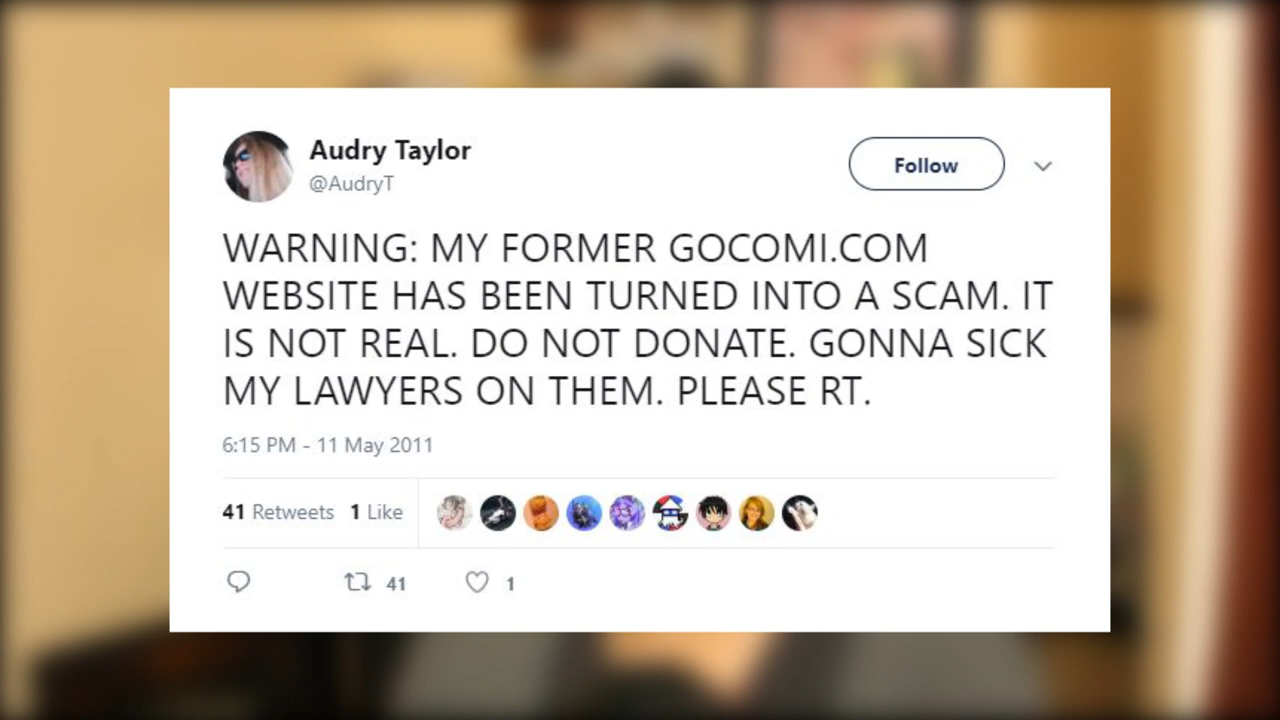 Audry Taylor
@AudryT
Follow
WARNING: MY FORMER GOCOMI.COM
WEBSITE HAS BEEN TURNED INTO A SCAM. IT
IS NOT REAL. DO NOT DONATE. GONNA SICK
MY LAWYERS ON THEM. PLEASE RT.
6:15 PM - 11 May 2011
41 Retweets 1 Like
41 1